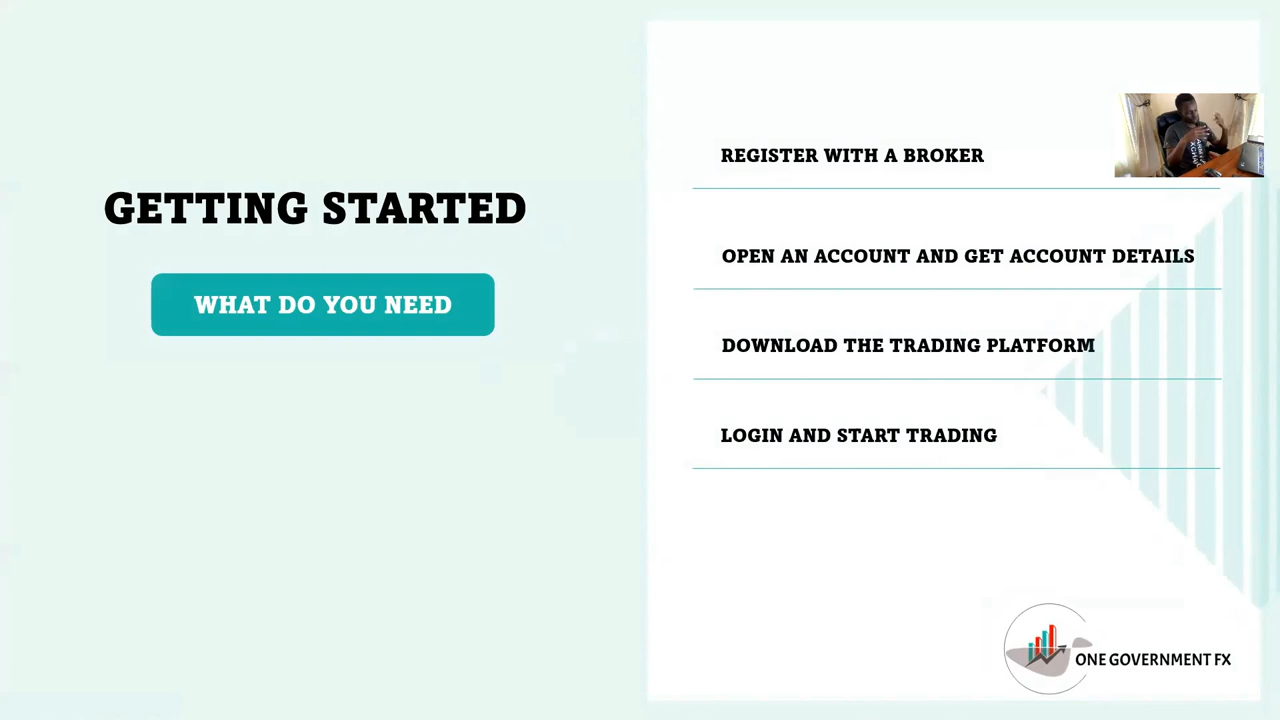 GETTING STARTED
WHAT DO YOU NEED
REGISTER WITH A BROKER
OPEN AN ACCOUNT AND GET ACCOUNT DETAILS
DOWNLOAD THE TRADING PLATFORM
LOGIN AND START TRADING
ONE GOVERNMENT FX